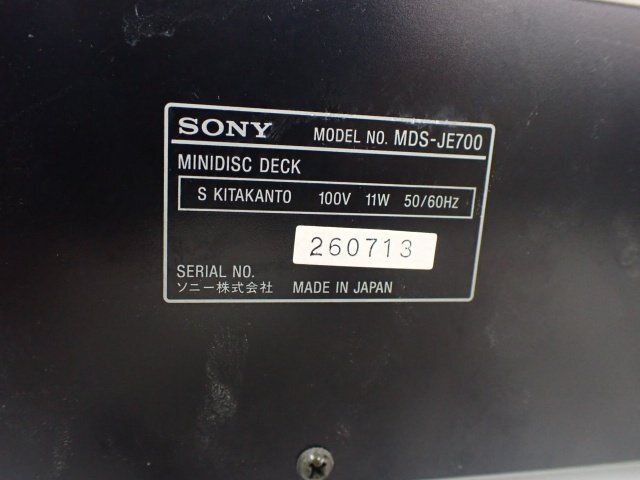 SONY MODEL NO. MDS-JE700
MINIDISC DECK
S KITAKANTO 100V 11W 50/60Hz
260713
SERIAL NO.
ソニー株式会社 MADE IN JAPAN